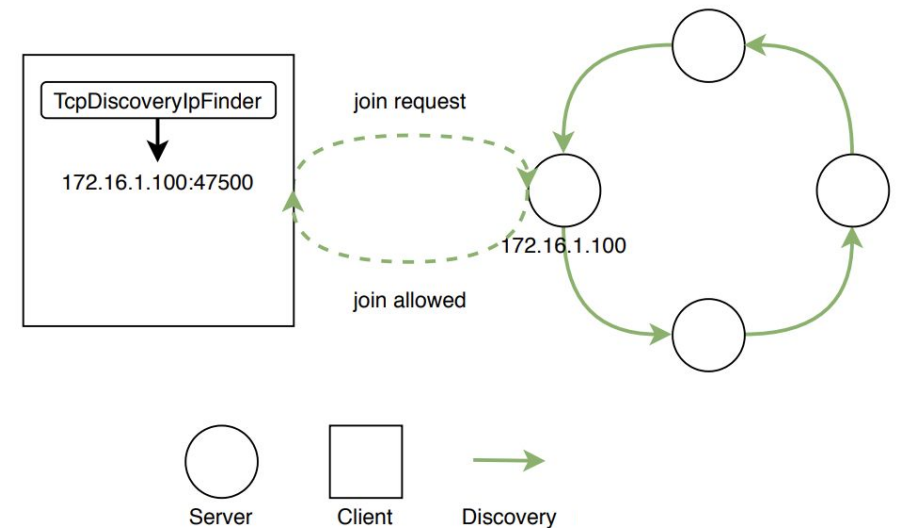 TcpDiscoveryIpFinder
172.16.1.100:47500
join request
172.16.1.100
join allowed
Server
Client
Discovery